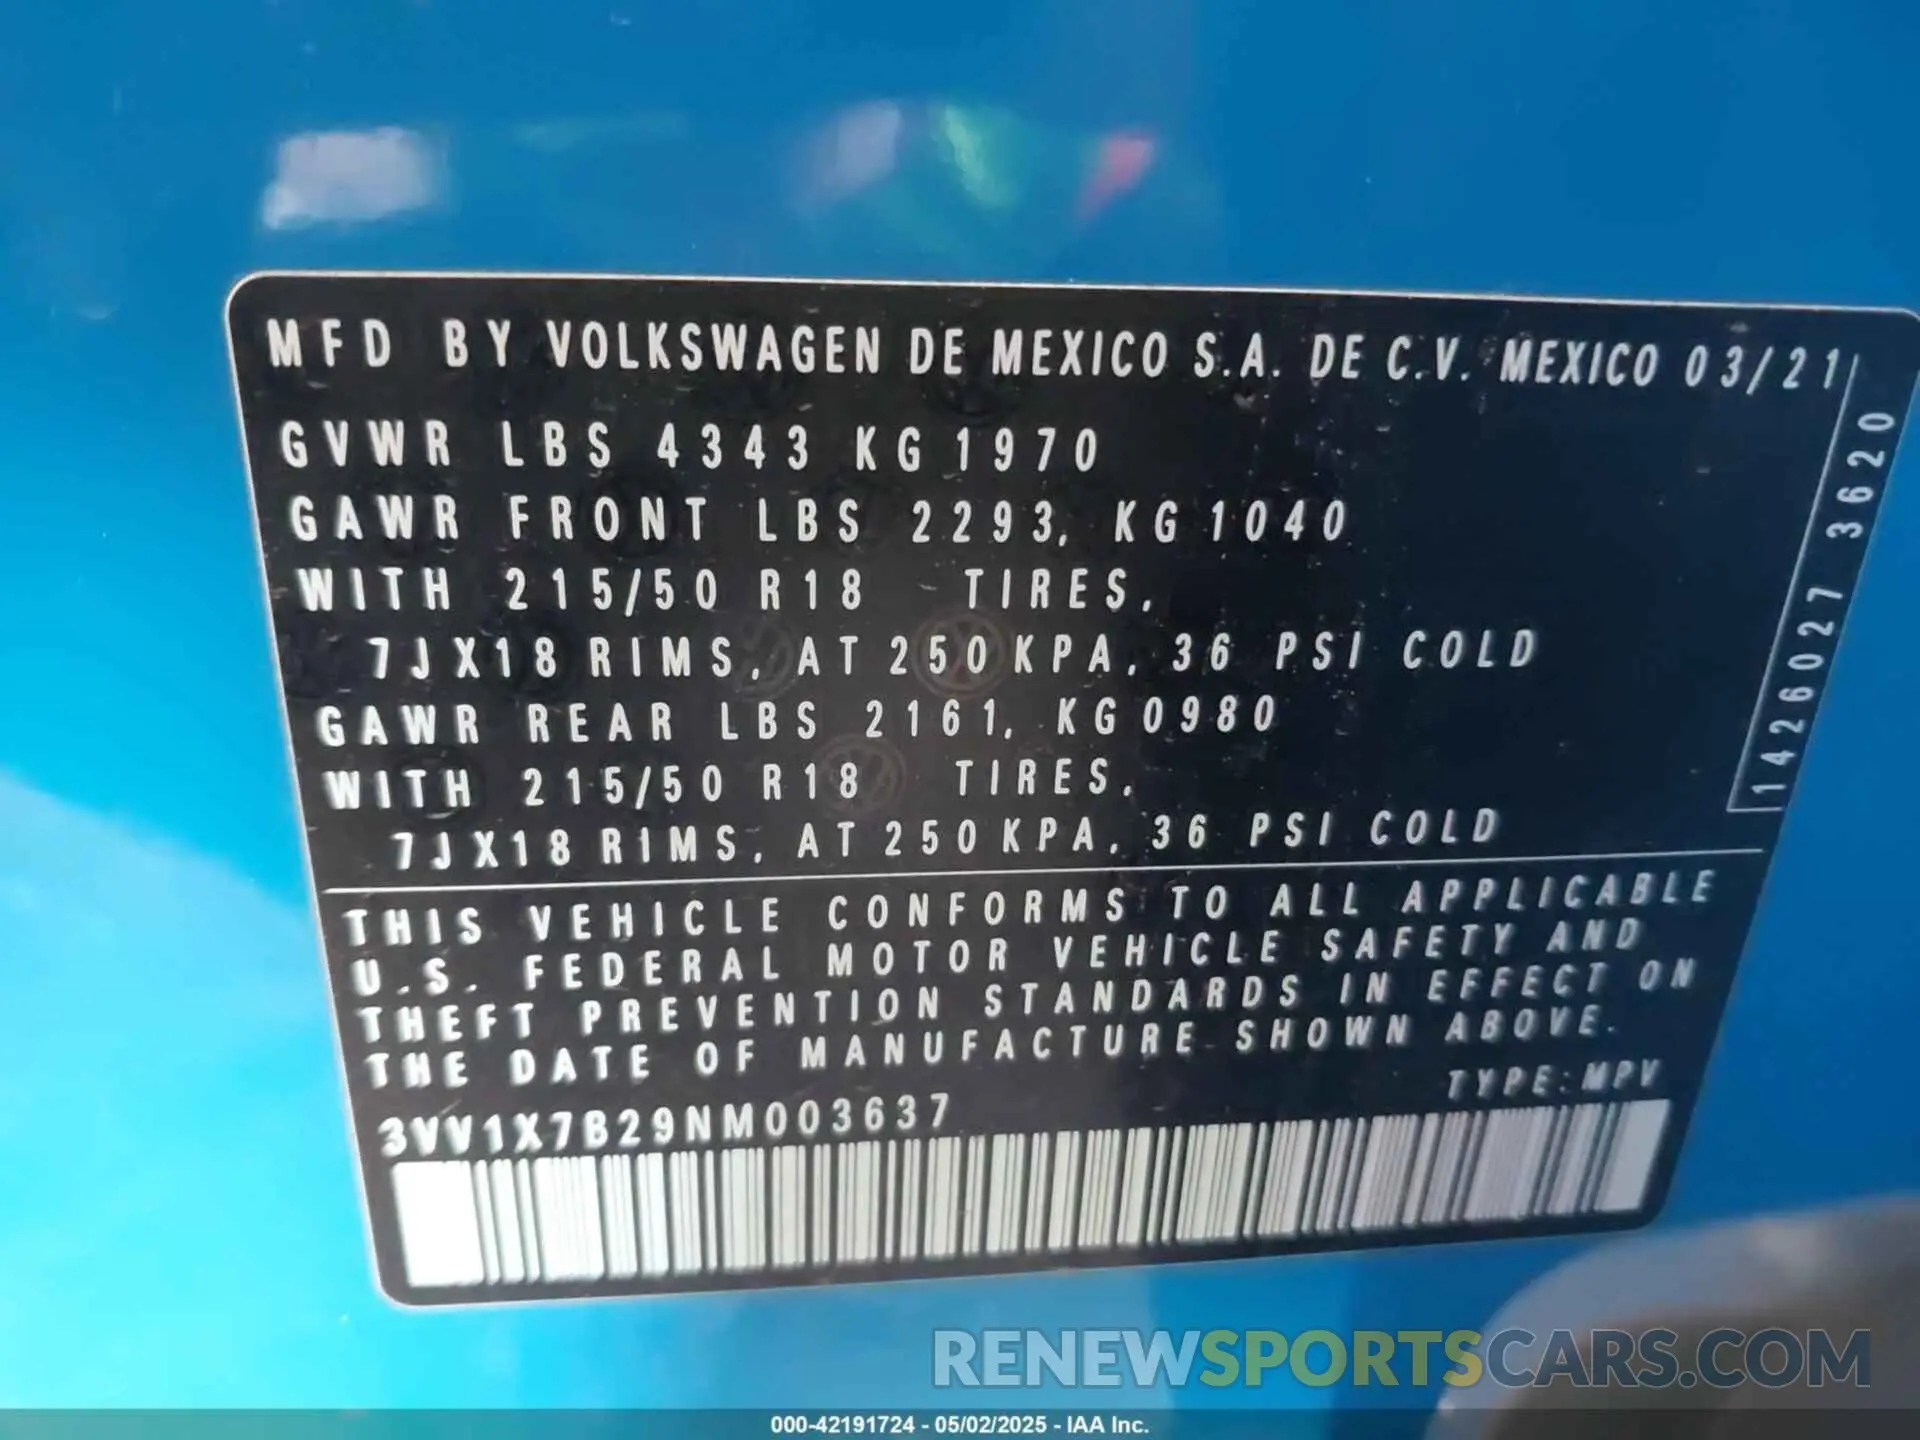 MFD BY VOLKSWAGEN DE MEXICO S.A. DE C.V. MEXICO 03/21
GVWR LBS 4343 KG 1970
GAWR FRONT LBS 2293, KG 1040
WITH 215/50 R18 TIRES,
7JX18 RIMS, AT 250 KPA, 36 PSI COLD
GAWR REAR LBS 2161, KG 0980
WITH 215/50 R18 TIRES,
7JX18 RIMS, AT 250 KPA, 36 PSI COLD
1426027 3620
THIS VEHICLE CONFORMS TO ALL APPLICABLE
U.S. FEDERAL MOTOR VEHICLE SAFETY AND
THEFT PREVENTION STANDARDS IN EFFECT ON
THE DATE OF MANUFACTURE SHOWN ABOVE.
TYPE:MPV
3VV1X7B29NM003637
RENEWSPORTSCARS.COM
000-42191724 - 05/02/2025 - IAA Inc.